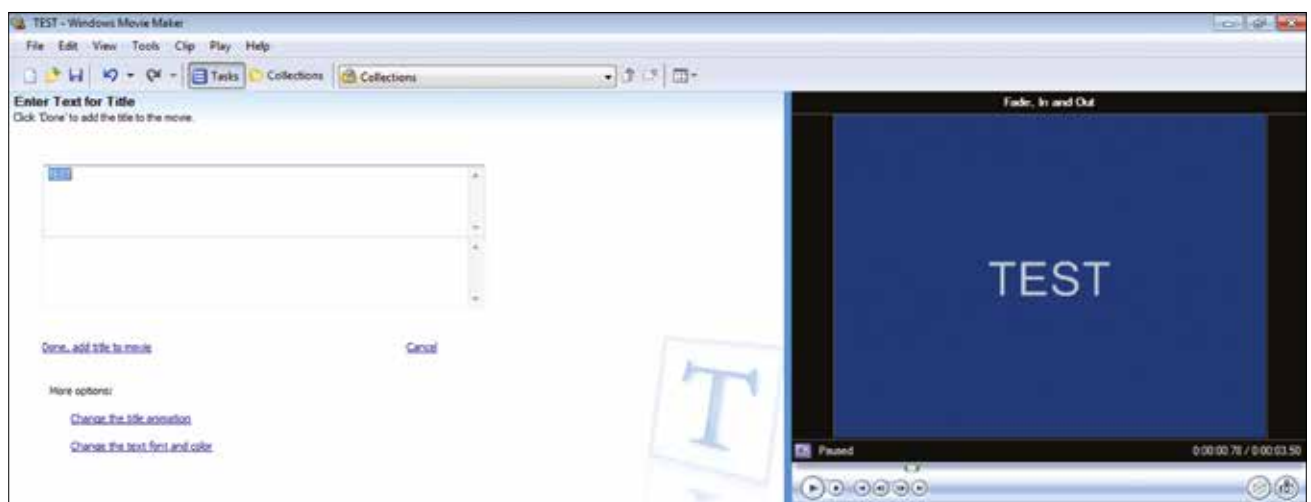 TEST - Windows Movie Maker
File Edit View Tools Clip Play Help
Tasks Collections Collections
Enter Text for Title
Click 'Done' to add the title to the movie.
TEST
Done, add title to movie Cancel
More options:
Change the title animation
Change the text font and color
T
Fade, In and Out
TEST
Paused 0:00:00.78 / 0:00:03.50